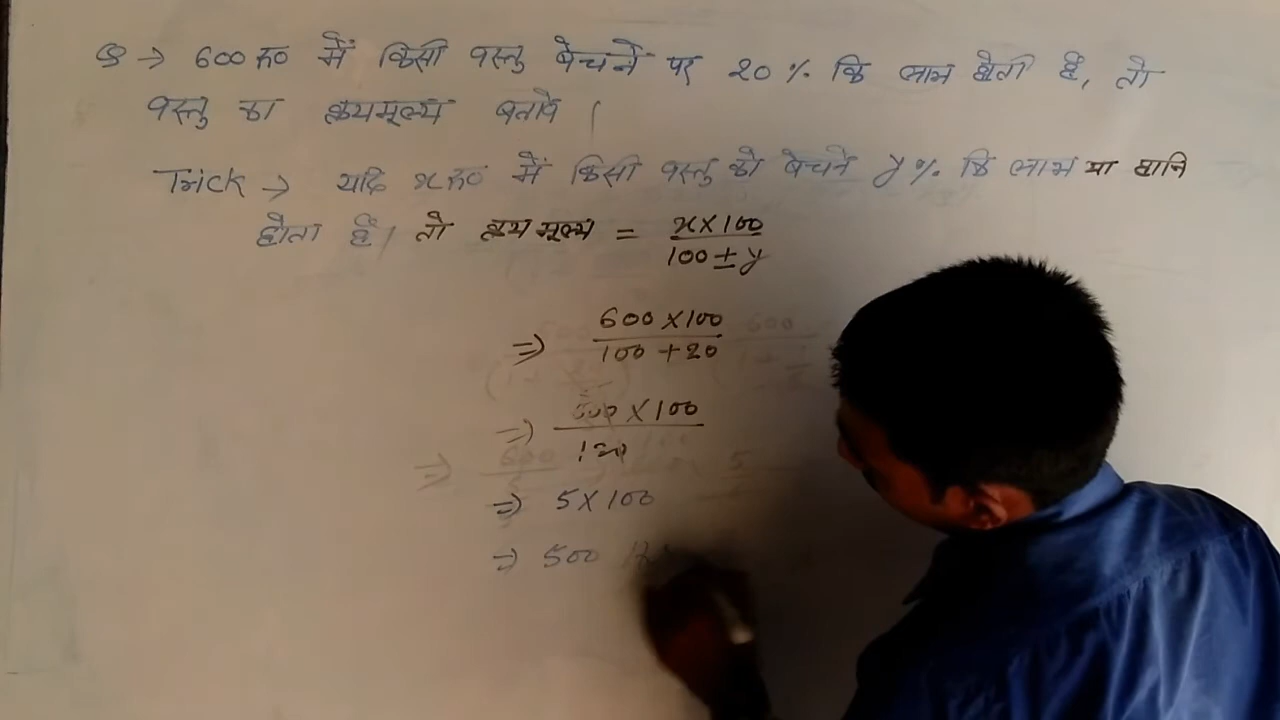 Q → 600 रु० में किसी वस्तु बेचने पर 20 % कि लाभ होती है, तो
वस्तु का क्रयमूल्य बतावे ।
Trick → यदि x रु० में किसी वस्तु को बेचने y % कि लाभ या हानि
होता है, तो क्रय मूल्य = x × 100
100 ± y
⇒ 600 × 100
100 + 20
⇒ 600 × 100
120
⇒ 5 × 100
⇒ 500